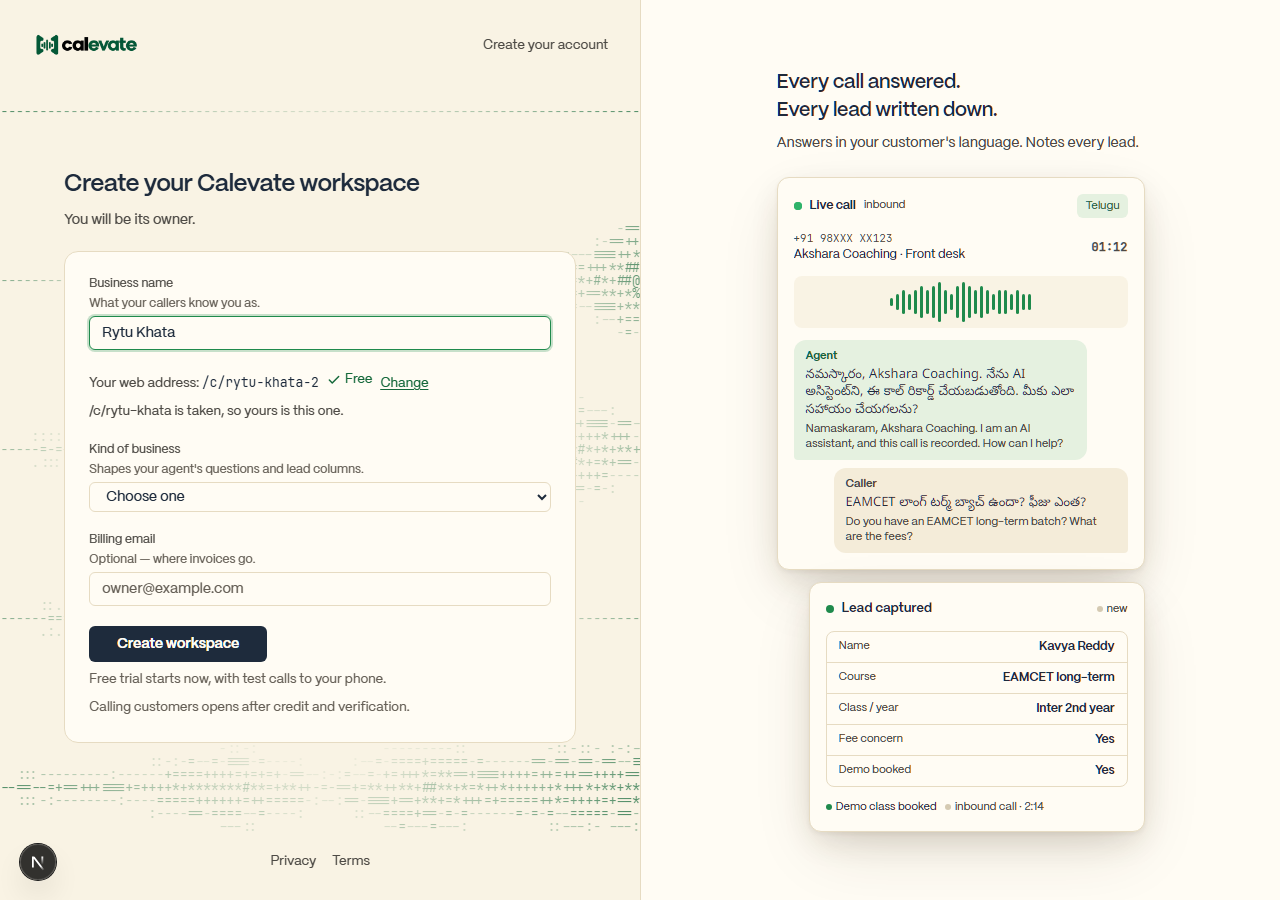 calevate
Create your account
Create your Calevate workspace
You will be its owner.
Business name
What your callers know you as.
Rytu Khata
Your web address: /c/rytu-khata-2 ✓ Free Change
/c/rytu-khata is taken, so yours is this one.
Kind of business
Shapes your agent's questions and lead columns.
Choose one
Billing email
Optional — where invoices go.
owner@example.com
Create workspace
Free trial starts now, with test calls to your phone.
Calling customers opens after credit and verification.
Privacy Terms
N
Every call answered.
Every lead written down.
Answers in your customer's language. Notes every lead.
Live call inbound
Telugu
+91 98XXX XX123
Akshara Coaching · Front desk
01:12
Agent
నమస్కారం, Akshara Coaching. నేను AI
అసిస్టెంట్‌ని, ఈ కాల్ రికార్డ్ చేయబడుతోంది. మీకు ఎలా
సహాయం చేయగలను?
Namaskaram, Akshara Coaching. I am an AI
assistant, and this call is recorded. How can I help?
Caller
EAMCET లాంగ్ టర్మ్ బ్యాచ్ ఉందా? ఫీజు ఎంత?
Do you have an EAMCET long-term batch? What
are the fees?
Lead captured
new
Name Kavya Reddy
Course EAMCET long-term
Class / year Inter 2nd year
Fee concern Yes
Demo booked Yes
Demo class booked inbound call · 2:14